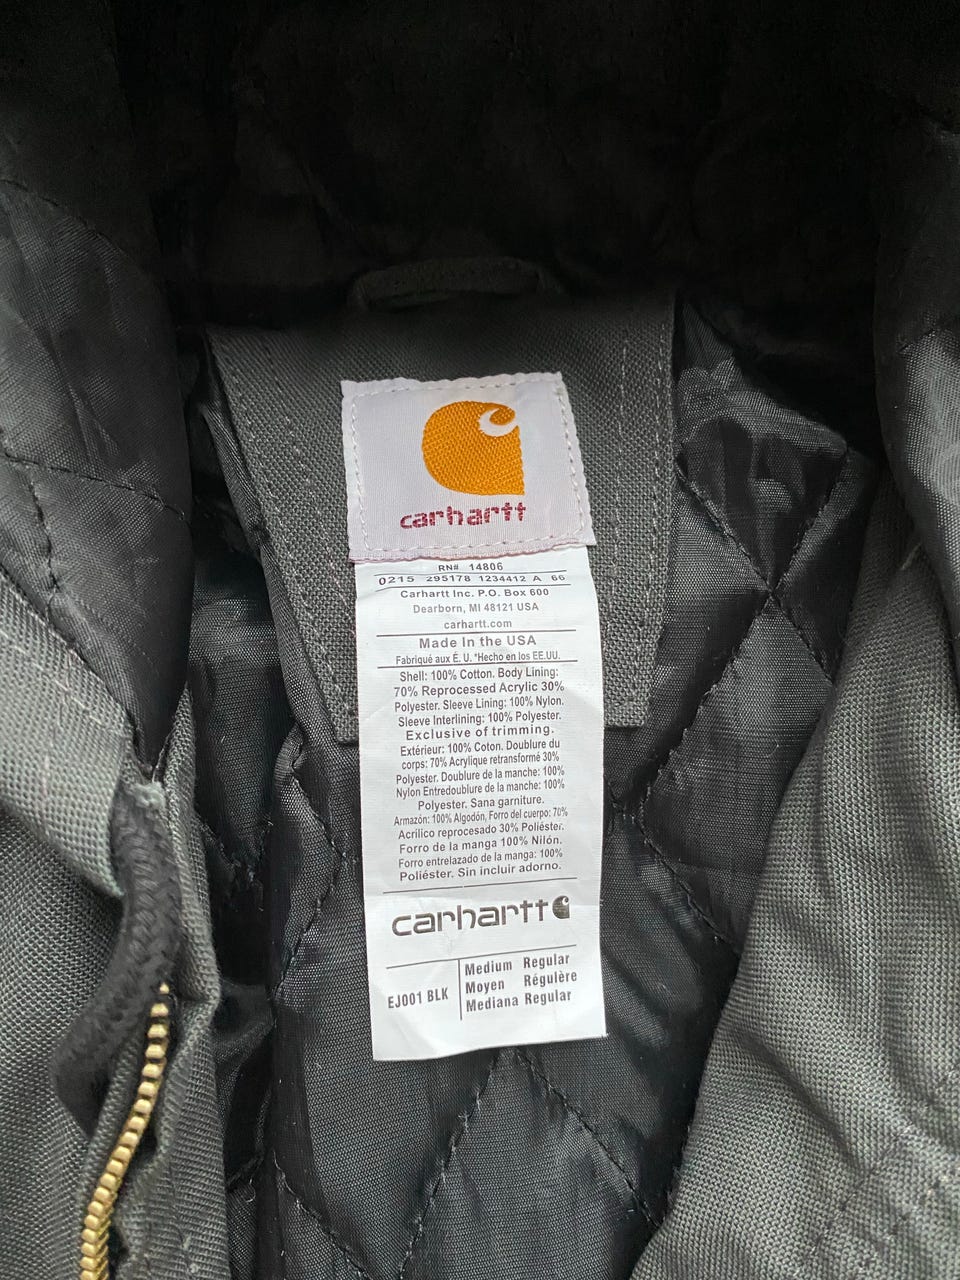 carhartt
RN# 14806
0215 295178 1234412 A 66
Carhartt Inc. P.O. Box 600
Dearborn, MI 48121 USA
carhartt.com
Made In the USA
Fabriqué aux É. U. *Hecho en los EE.UU.
Shell: 100% Cotton. Body Lining:
70% Reprocessed Acrylic 30%
Polyester. Sleeve Lining: 100% Nylon.
Sleeve Interlining: 100% Polyester.
Exclusive of trimming.
Extérieur: 100% Coton. Doublure du
corps: 70% Acrylique retransformé 30%
Polyester. Doublure de la manche: 100%
Nylon Entredoublure de la manche: 100%
Polyester. Sana garniture.
Armazón: 100% Algodón, Forro del cuerpo: 70%
Acrílico reprocesado 30% Poliéster.
Forro de la manga 100% Nilón.
Forro entrelazado de la manga: 100%
Poliéster. Sin incluir adorno.
carhartt
EJ001 BLK
Medium Regular
Moyen Régulère
Mediana Regular